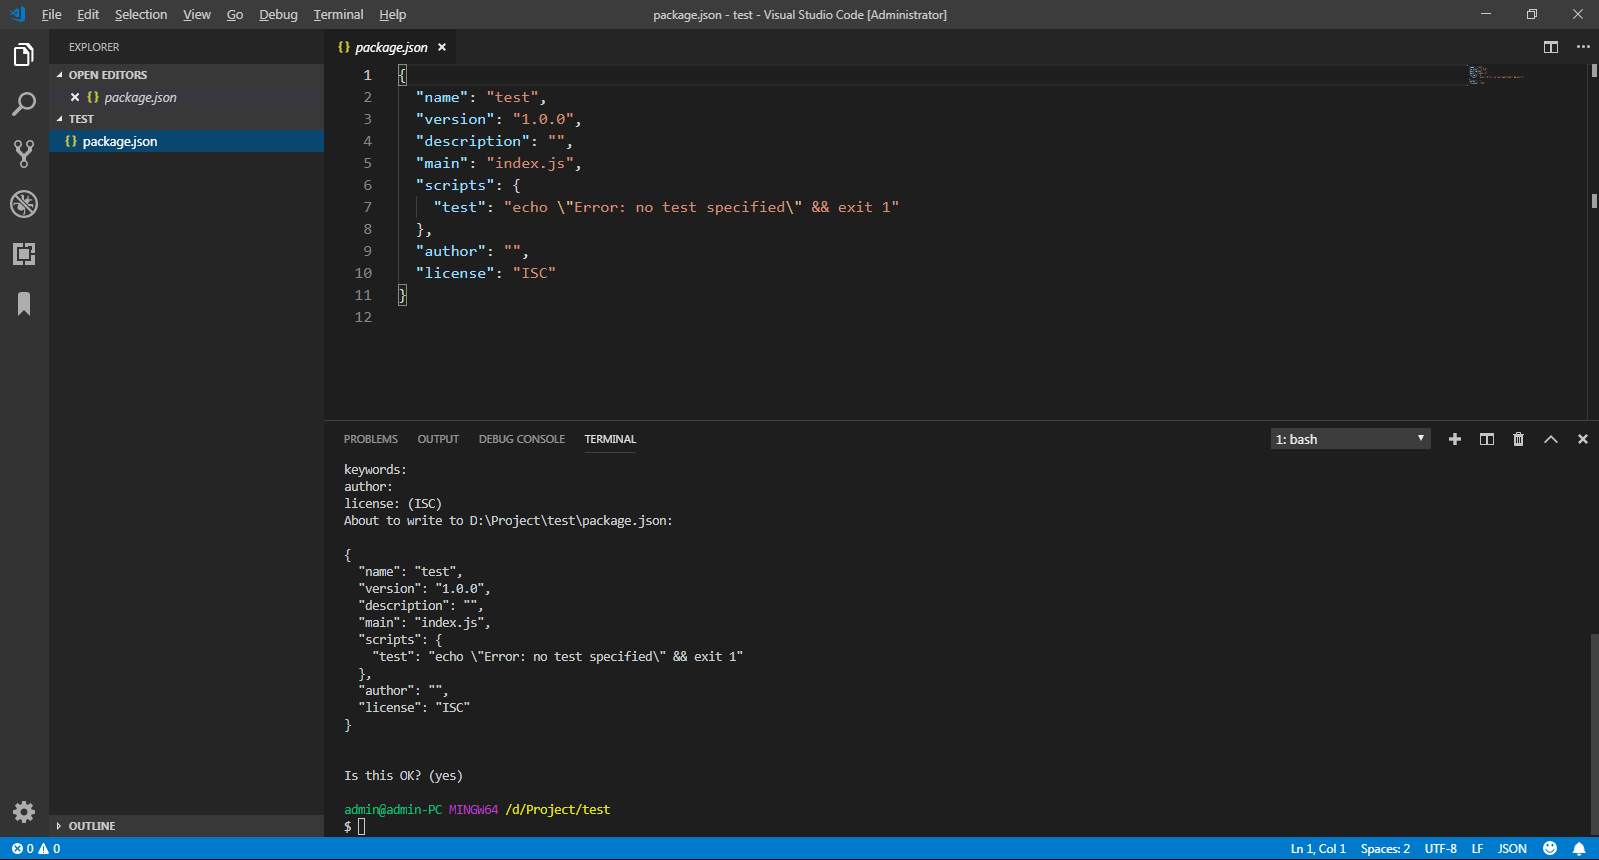 File Edit Selection View Go Debug Terminal Help
package.json - test - Visual Studio Code [Administrator]
EXPLORER
OPEN EDITORS
{} package.json
TEST
{} package.json
OUTLINE
{} package.json
1 {
2   "name": "test",
3   "version": "1.0.0",
4   "description": "",
5   "main": "index.js",
6   "scripts": {
7     "test": "echo \"Error: no test specified\" && exit 1"
8   },
9   "author": "",
10   "license": "ISC"
11 }
12
PROBLEMS OUTPUT DEBUG CONSOLE TERMINAL
1: bash
keywords:
author:
license: (ISC)
About to write to D:\Project\test\package.json:
{
  "name": "test",
  "version": "1.0.0",
  "description": "",
  "main": "index.js",
  "scripts": {
    "test": "echo \"Error: no test specified\" && exit 1"
  },
  "author": "",
  "license": "ISC"
}
Is this OK? (yes)
admin@admin-PC MINGW64 /d/Project/test
$
0 0
Ln 1, Col 1 Spaces: 2 UTF-8 LF JSON